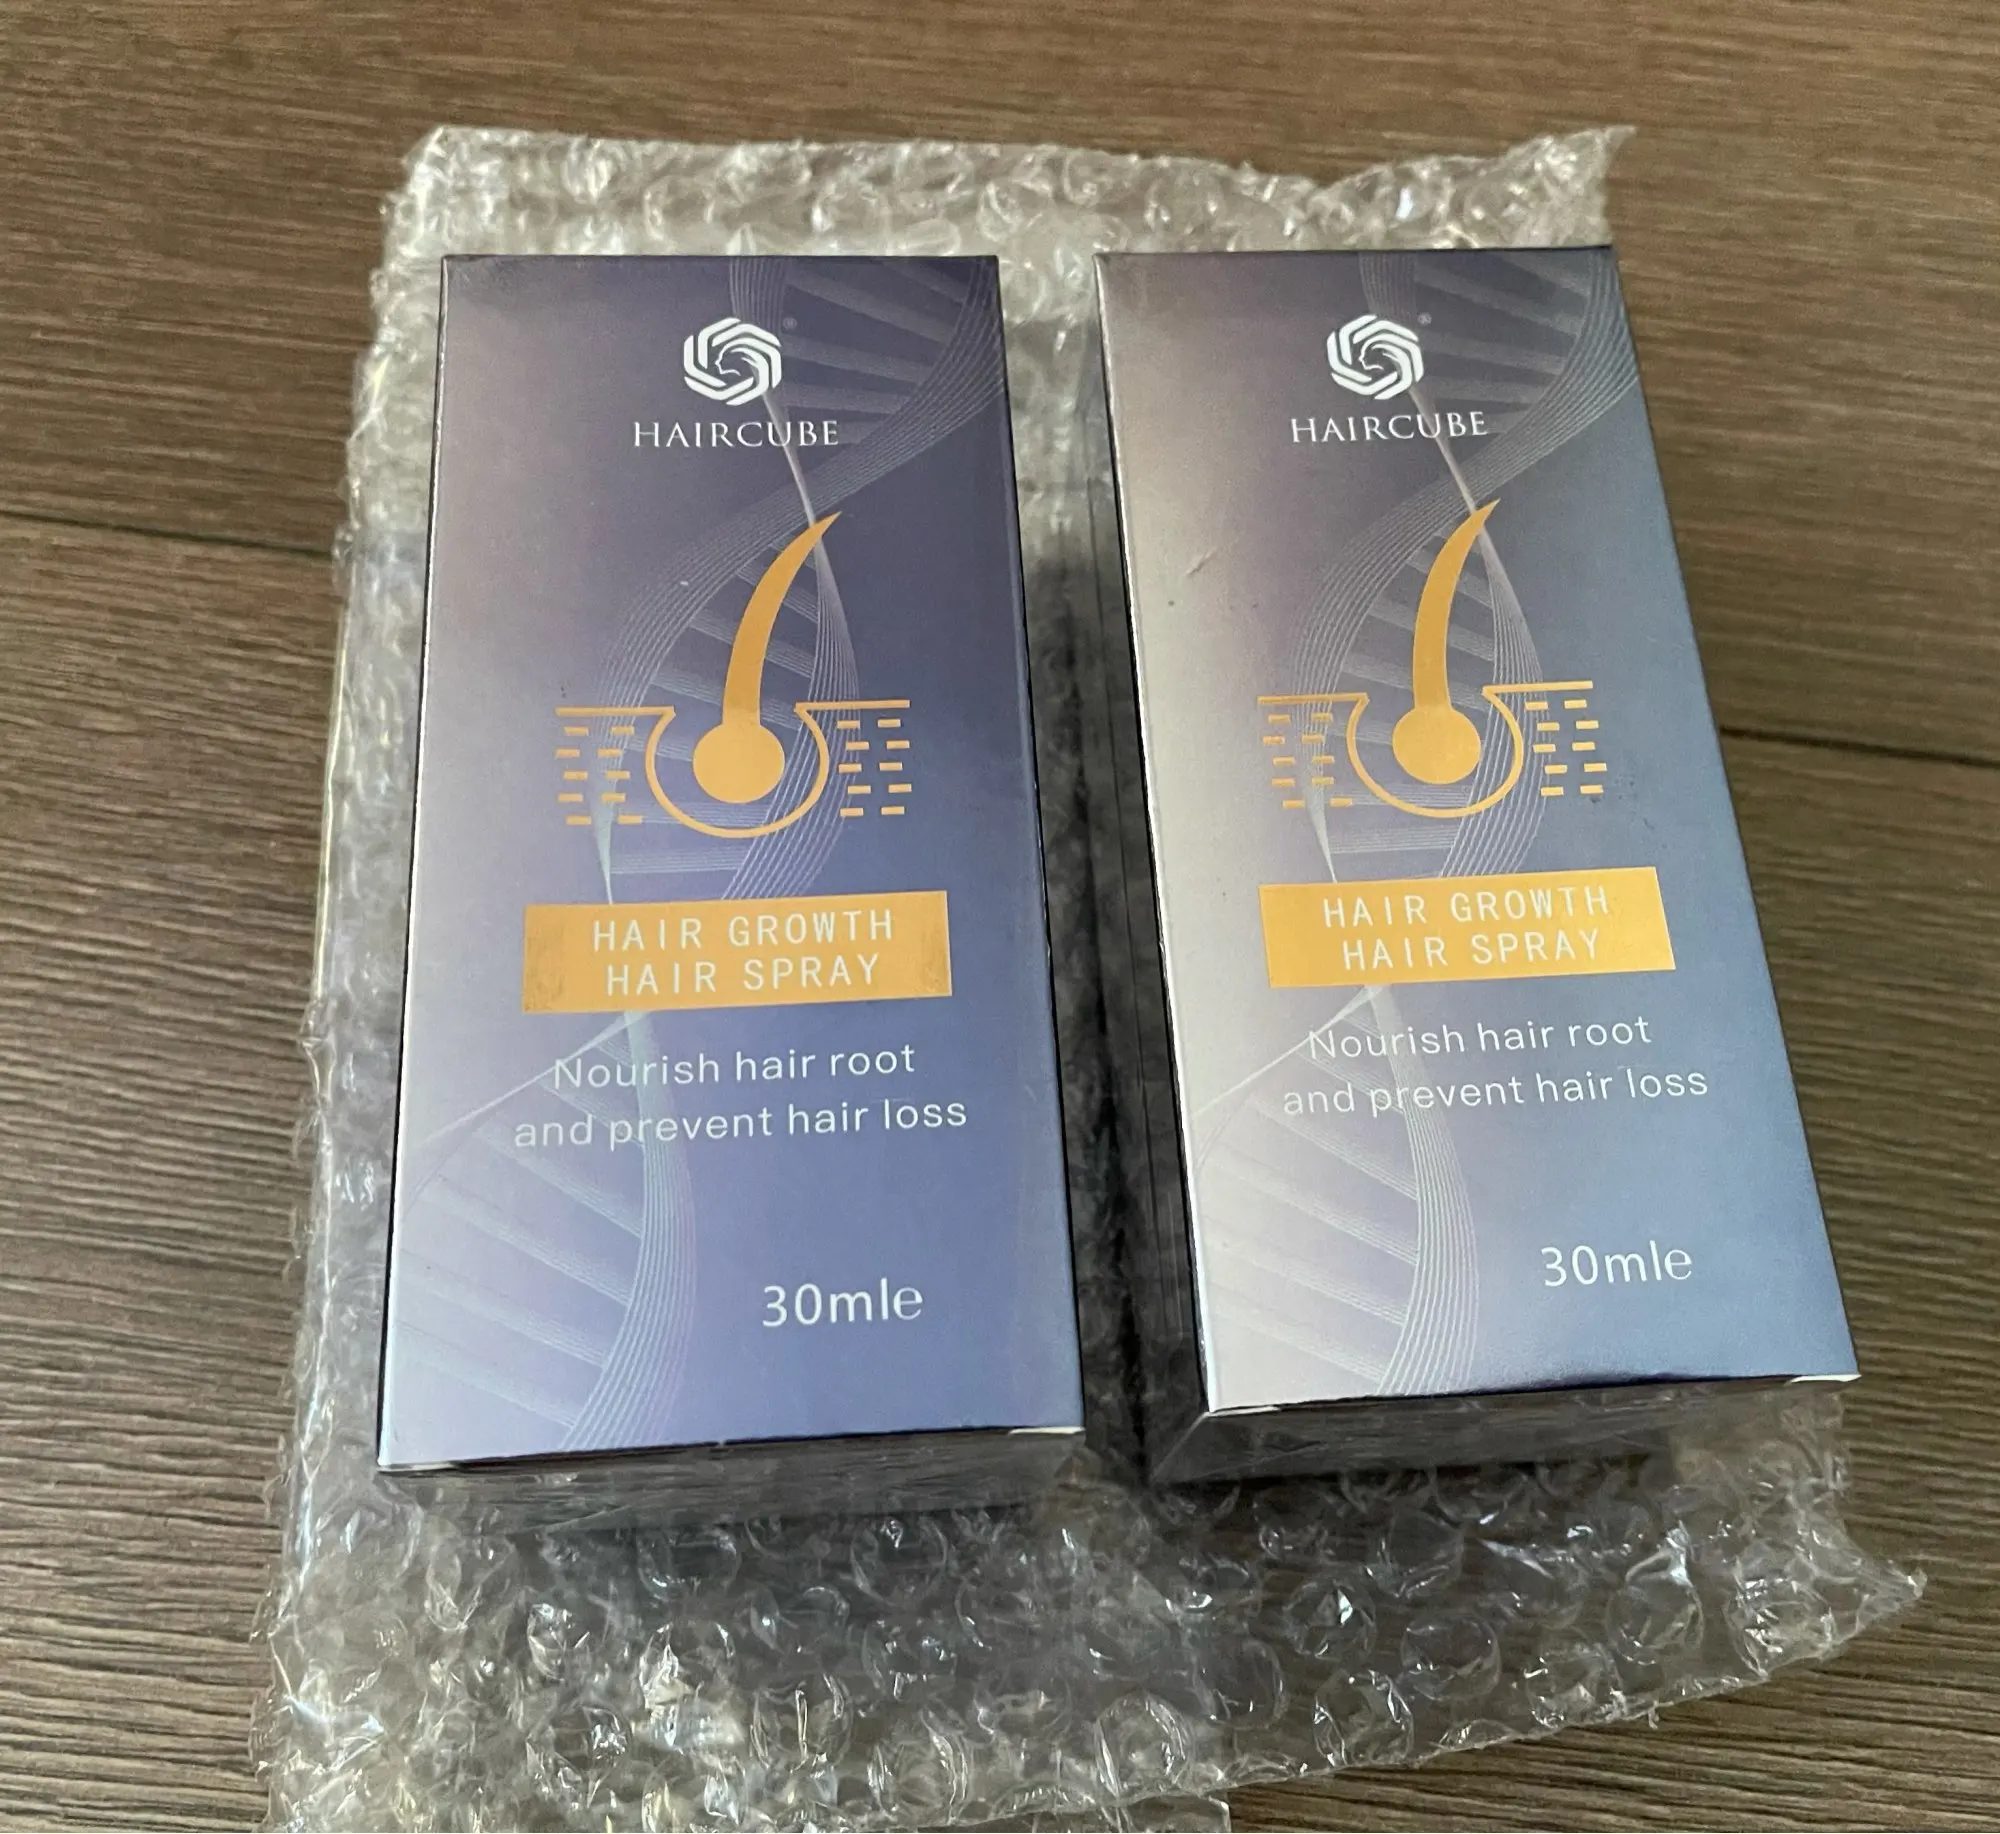 HAIRCUBE
HAIR GROWTH
HAIR SPRAY
Nourish hair root
and prevent hair loss
30mle
HAIRCUBE
HAIR GROWTH
HAIR SPRAY
Nourish hair root
and prevent hair loss
30mle